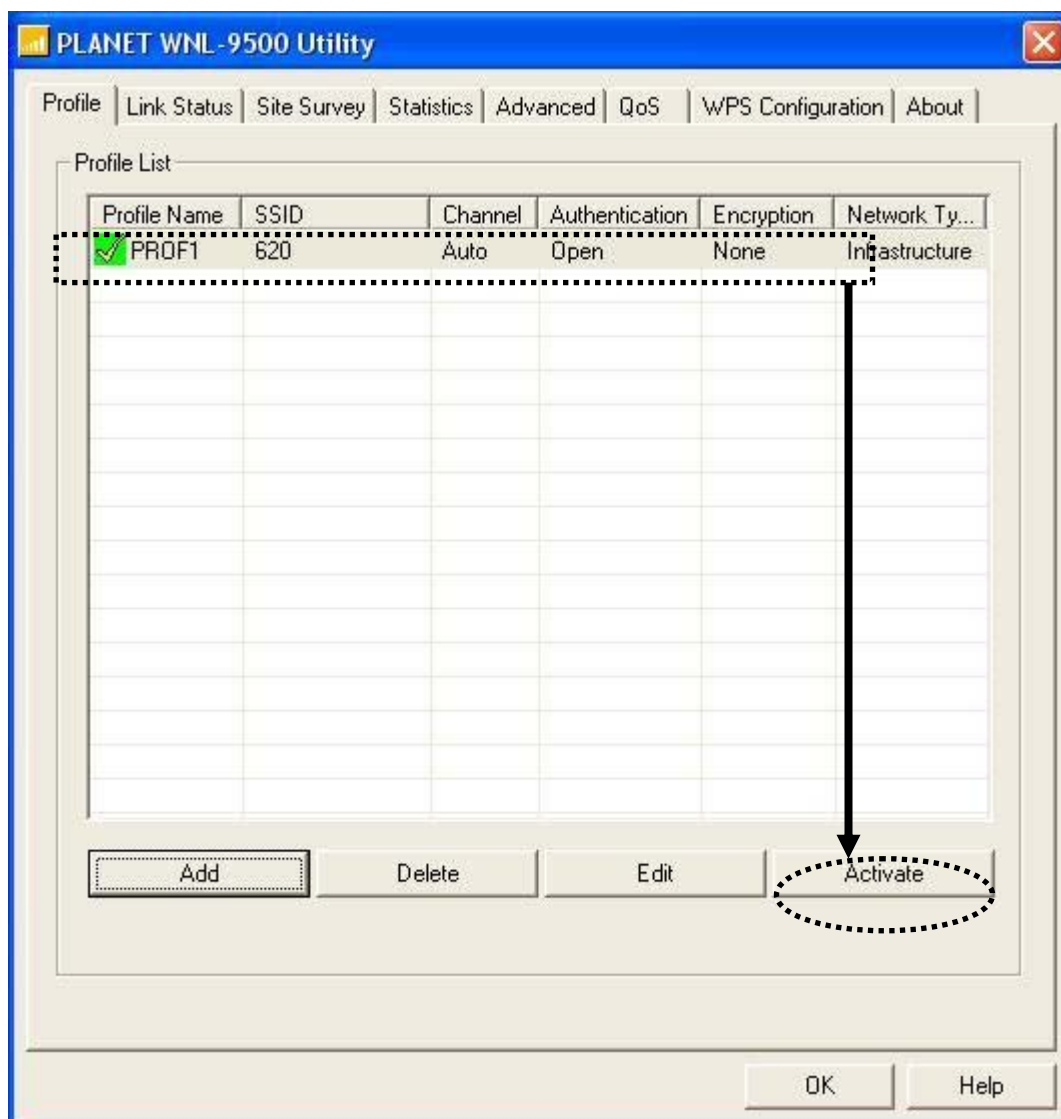 PLANET WNL-9500 Utility
Profile Link Status Site Survey Statistics Advanced QoS WPS Configuration About
Profile List
Profile Name SSID Channel Authentication Encryption Network Ty...
PROF1 620 Auto Open None Infrastructure
Add Delete Edit Activate
OK Help